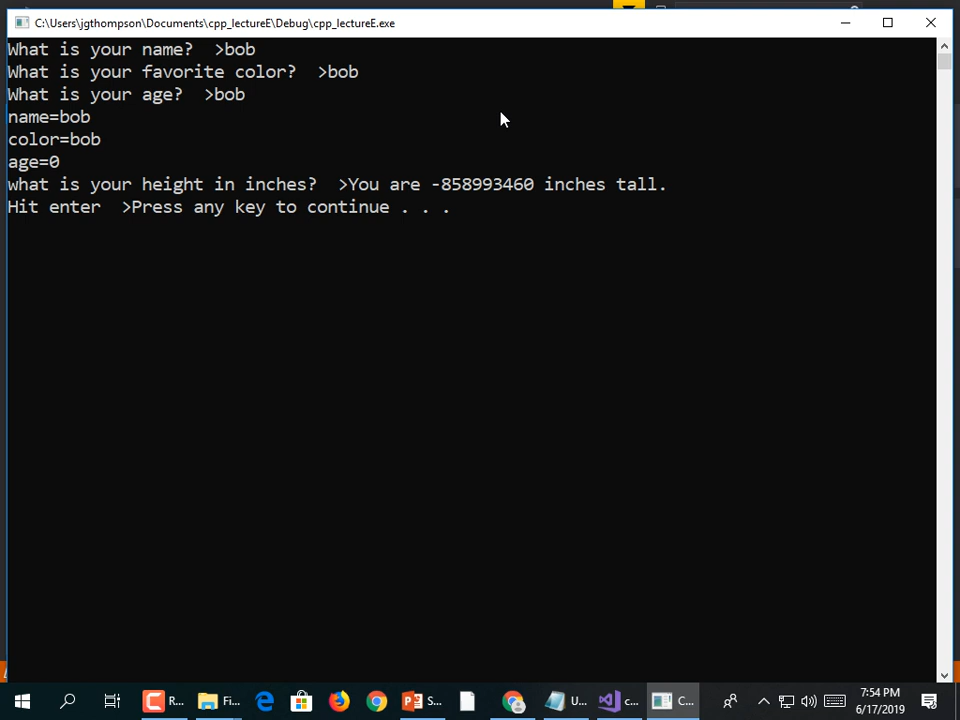 C:\Users\jgthompson\Documents\cpp_lectureE\Debug\cpp_lectureE.exe
What is your name?  >bob
What is your favorite color?  >bob
What is your age?  >bob
name=bob
color=bob
age=0
what is your height in inches?  >You are -858993460 inches tall.
Hit enter  >Press any key to continue . . .
R... Fi... S... U... c... C... 7:54 PM
6/17/2019